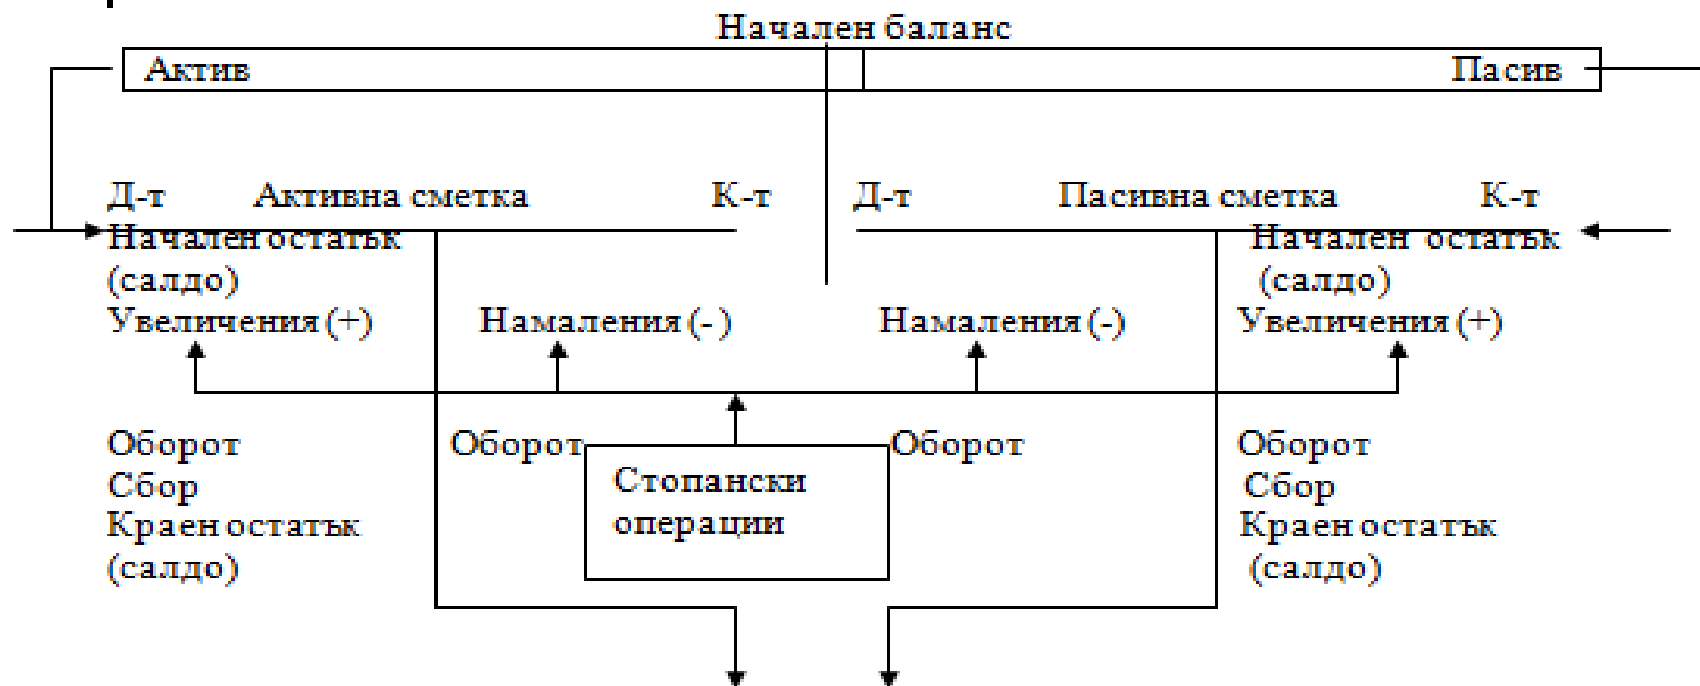 Начален баланс
Актив Пасив
Д-т Активна сметка К-т Д-т Пасивна сметка К-т
Начален остатък Начален остатък
(салдо) (салдо)
Увеличения (+) Намаления (- ) Намаления (-) Увеличения (+)
Оборот Оборот Оборот Оборот
Стопански
Сбор Сбор
операции
Краен остатък Краен остатък
(салдо) (салдо)